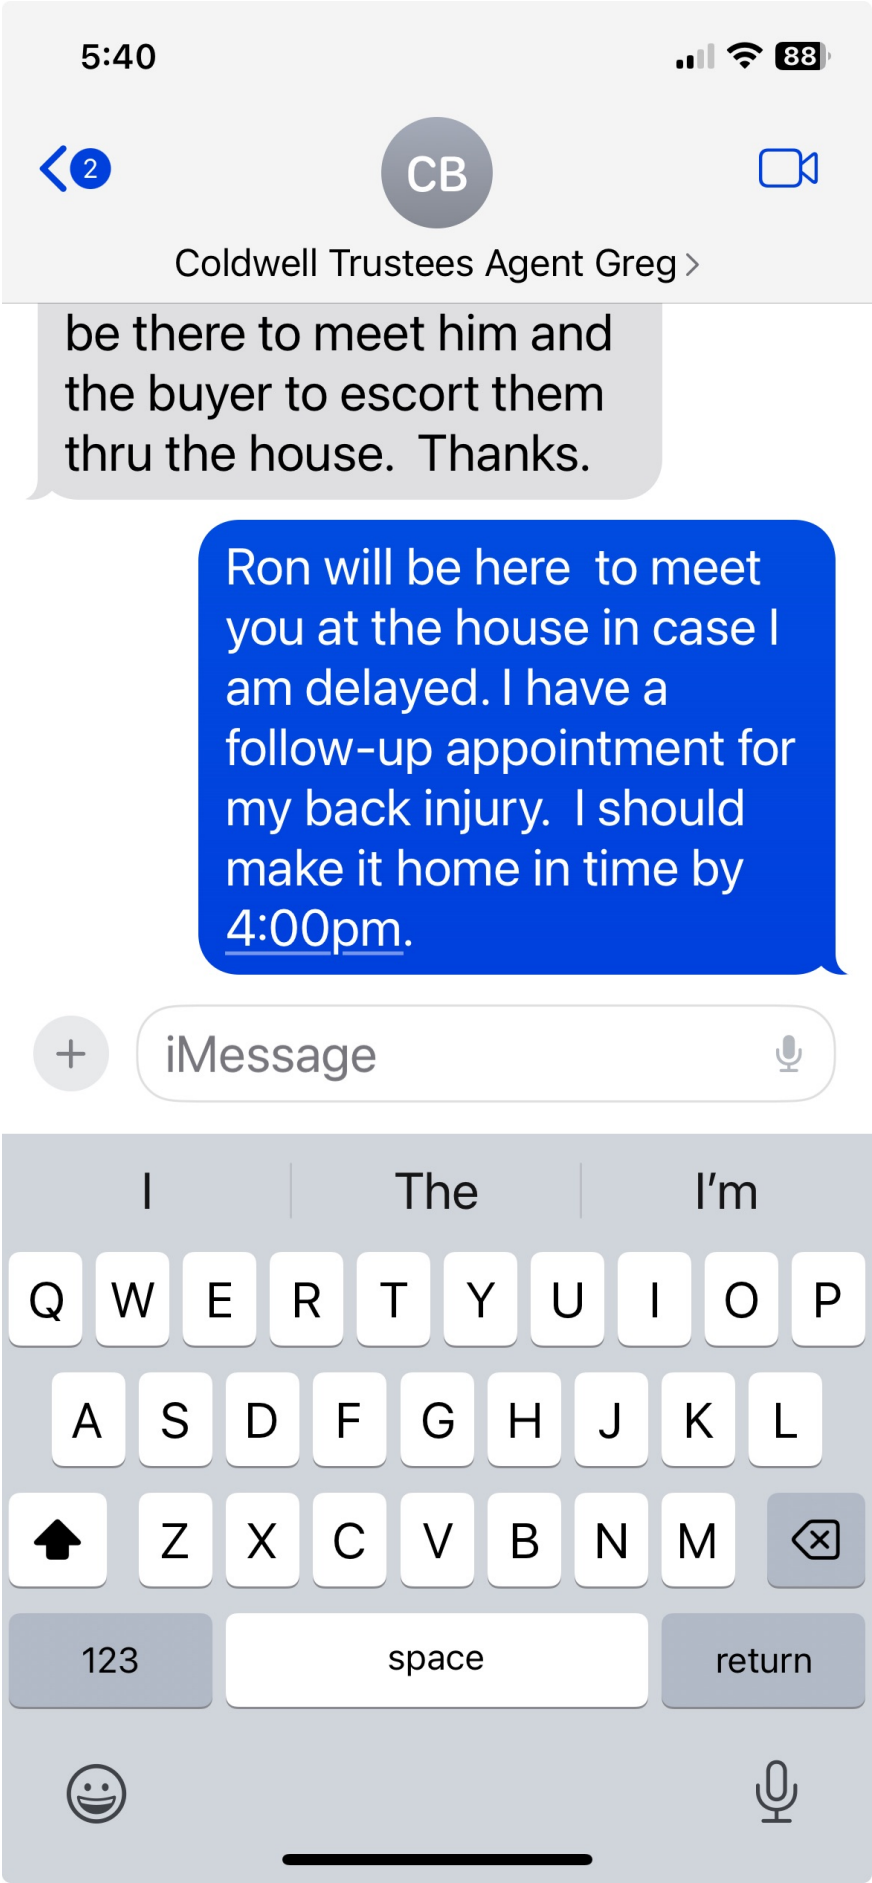 5:40
88
2
CB
Coldwell Trustees Agent Greg >
be there to meet him and
the buyer to escort them
thru the house.  Thanks.
Ron will be here  to meet
you at the house in case I
am delayed. I have a
follow-up appointment for
my back injury.  I should
make it home in time by
4:00pm.
+
iMessage
I The I’m
Q W E R T Y U I O P
A S D F G H J K L
Z X C V B N M
123 space return